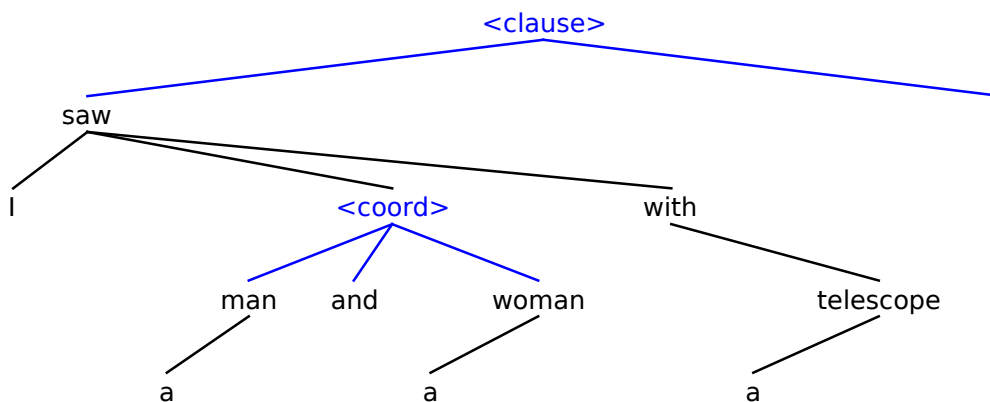 <clause>
saw
I <coord> with
man and woman telescope
a a a